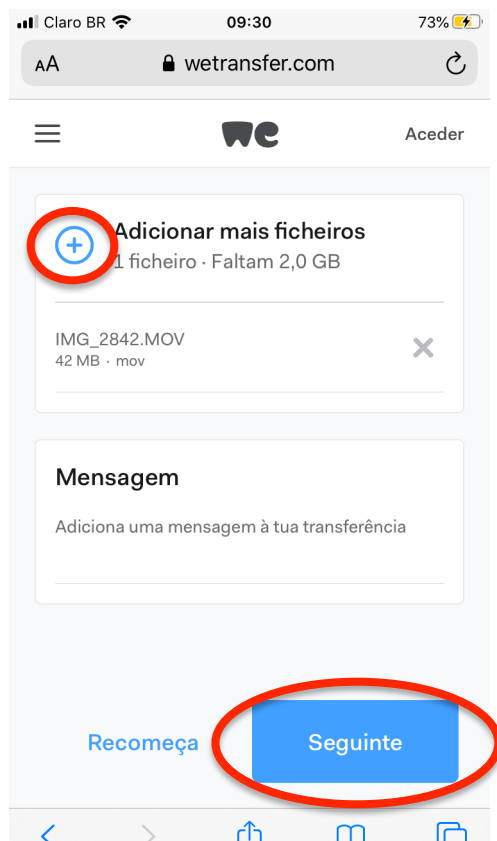 Claro BR 09:30 73%
AA wetransfer.com
we Aceder
Adicionar mais ficheiros
1 ficheiro · Faltam 2,0 GB
IMG_2842.MOV
42 MB · mov
Mensagem
Adiciona uma mensagem à tua transferência
Recomeça Seguinte